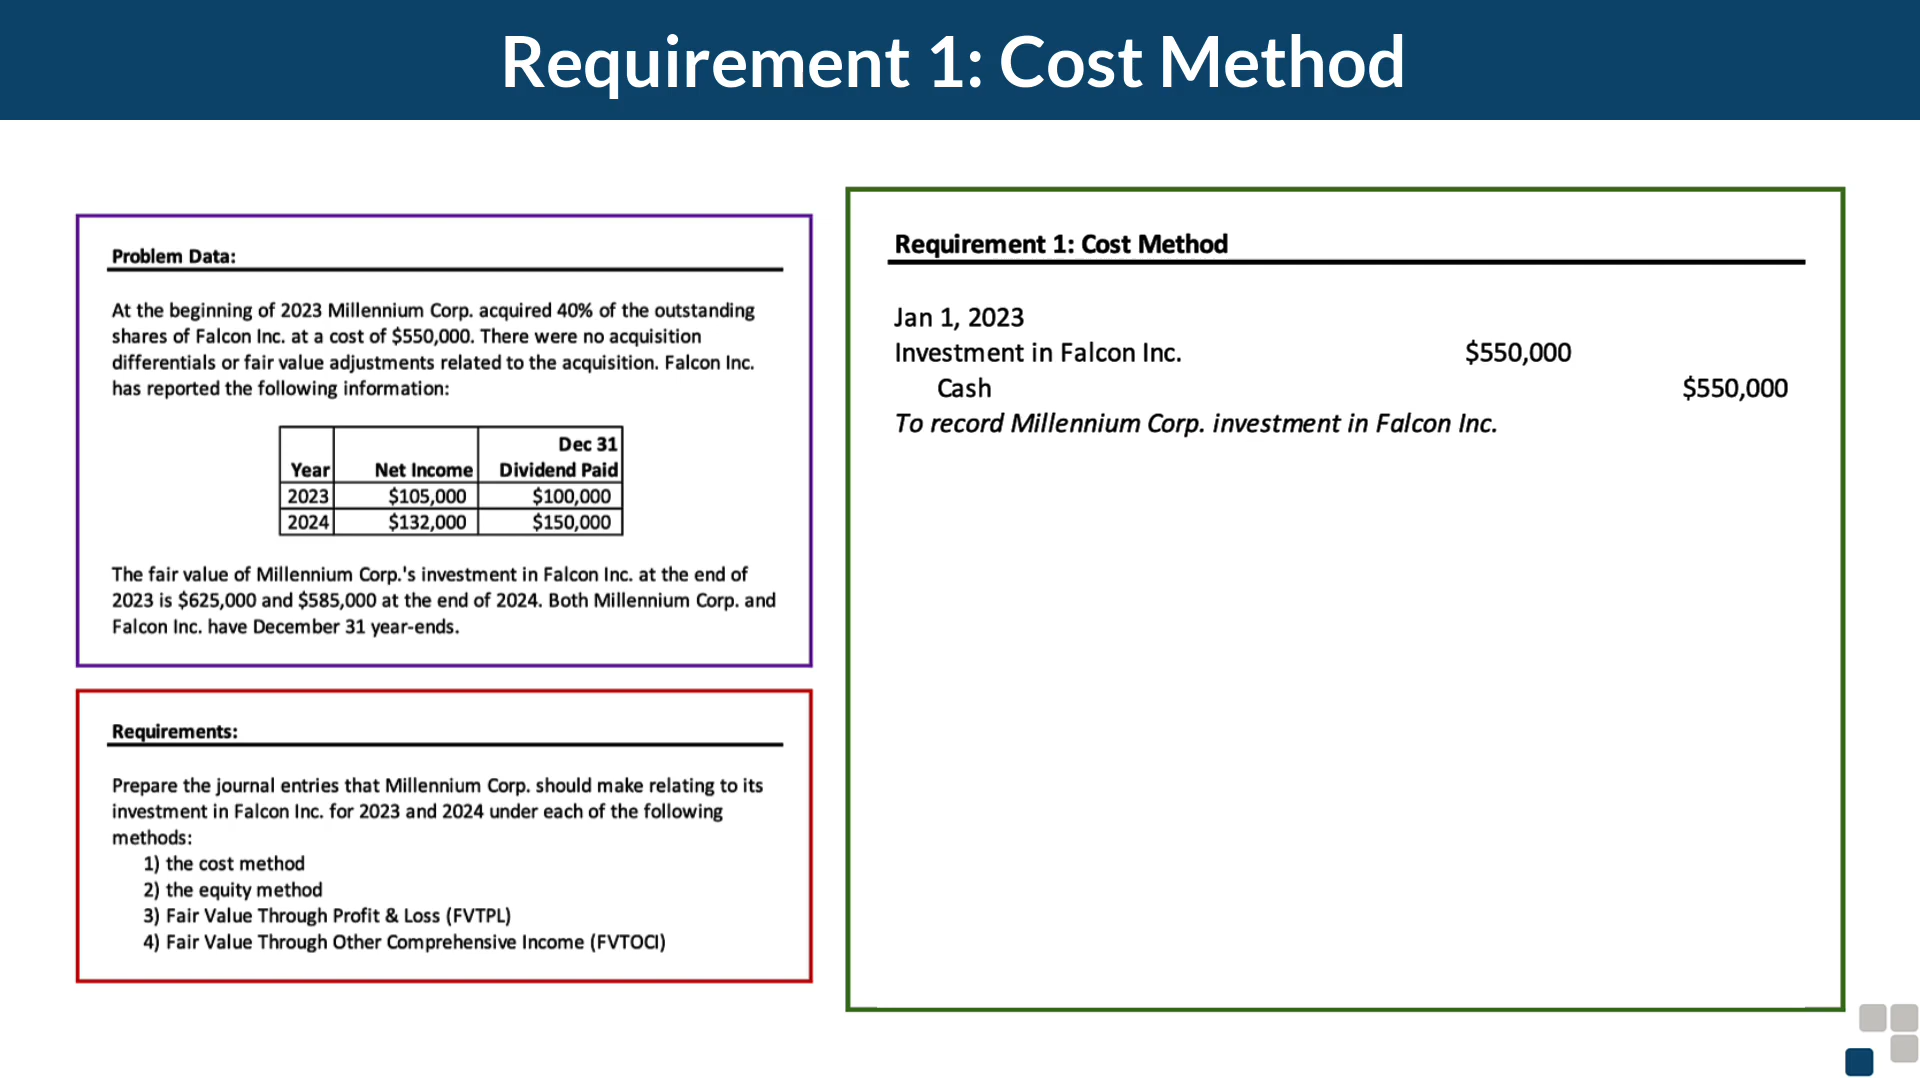 Requirement 1: Cost Method
Problem Data:
At the beginning of 2023 Millennium Corp. acquired 40% of the outstanding
shares of Falcon Inc. at a cost of $550,000. There were no acquisition
differentials or fair value adjustments related to the acquisition. Falcon Inc.
has reported the following information:
Dec 31
Year Net Income Dividend Paid
2023 $105,000 $100,000
2024 $132,000 $150,000
The fair value of Millennium Corp.'s investment in Falcon Inc. at the end of
2023 is $625,000 and $585,000 at the end of 2024. Both Millennium Corp. and
Falcon Inc. have December 31 year-ends.
Requirements:
Prepare the journal entries that Millennium Corp. should make relating to its
investment in Falcon Inc. for 2023 and 2024 under each of the following
methods:
1) the cost method
2) the equity method
3) Fair Value Through Profit & Loss (FVTPL)
4) Fair Value Through Other Comprehensive Income (FVTOCI)
Requirement 1: Cost Method
Jan 1, 2023
Investment in Falcon Inc. $550,000
Cash $550,000
To record Millennium Corp. investment in Falcon Inc.